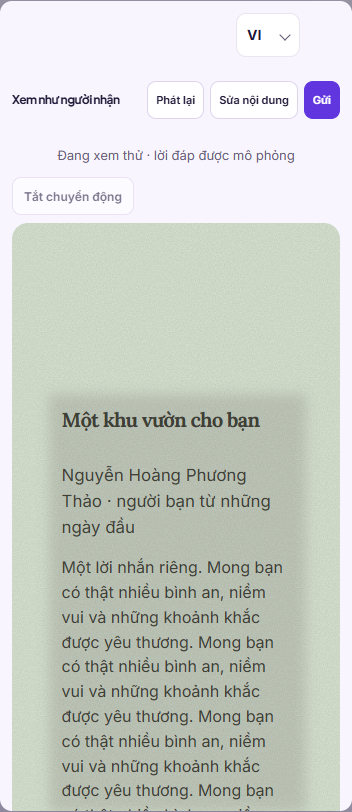 VI
Xem như người nhận
Phát lại
Sửa nội dung
Gửi
Đang xem thử · lời đáp được mô phỏng
Tắt chuyển động
Một khu vườn cho bạn
Nguyễn Hoàng Phương
Thảo · người bạn từ những
ngày đầu
Một lời nhắn riêng. Mong bạn
có thật nhiều bình an, niềm
vui và những khoảnh khắc
được yêu thương. Mong bạn
có thật nhiều bình an, niềm
vui và những khoảnh khắc
được yêu thương. Mong bạn
có thật nhiều bình an, niềm
vui và những khoảnh khắc
được yêu thương. Mong bạn